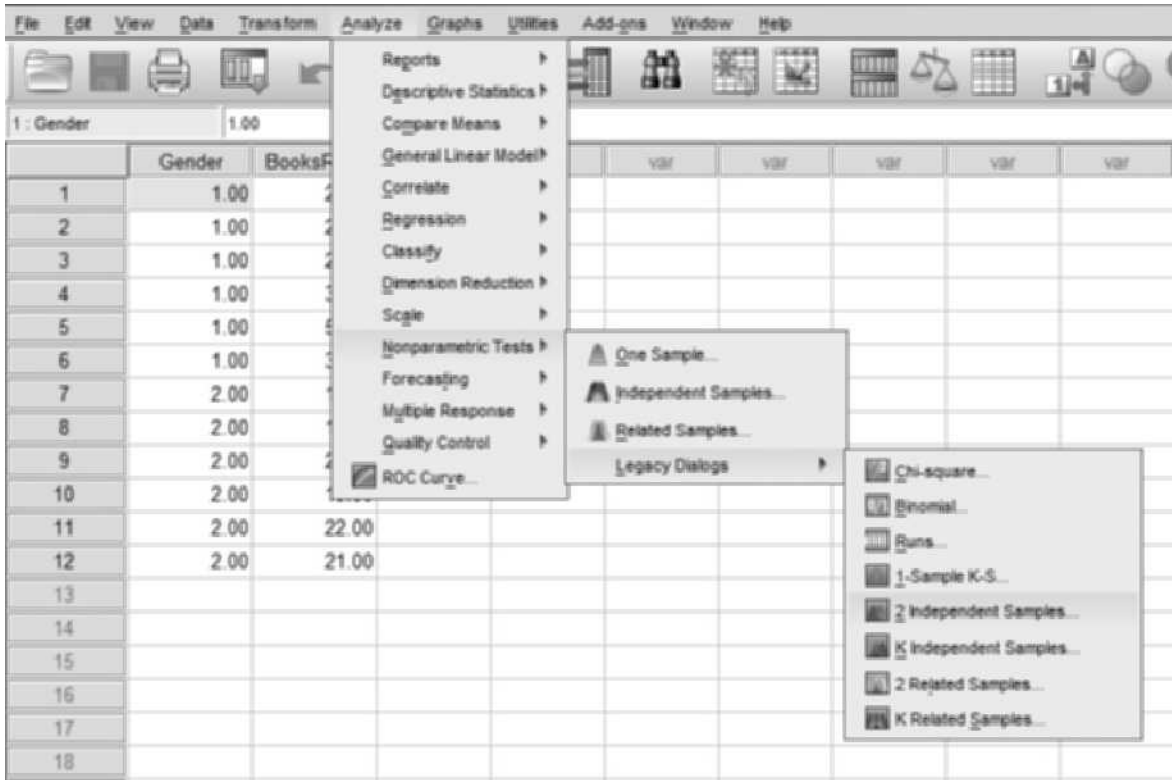 File Edit View Data Transform Analyze Graphs Utilities Add-ons Window Help
1 : Gender 1.00
Gender var var var var var
1 1.00
2 1.00
3 1.00
4 1.00
5 1.00
6 1.00
7 2.00
8 2.00
9 2.00
10 2.00
11 2.00 22.00
12 2.00 21.00
13
14
15
16
17
18
Reports
Descriptive Statistics
Compare Means
General Linear Model
Correlate
Regression
Classify
Dimension Reduction
Scale
Nonparametric Tests
Forecasting
Multiple Response
Quality Control
ROC Curve...
One Sample...
Independent Samples...
Related Samples...
Legacy Dialogs
Chi-square...
Binomial...
Runs...
1-Sample K-S...
2 Independent Samples...
K Independent Samples...
2 Related Samples...
K Related Samples...